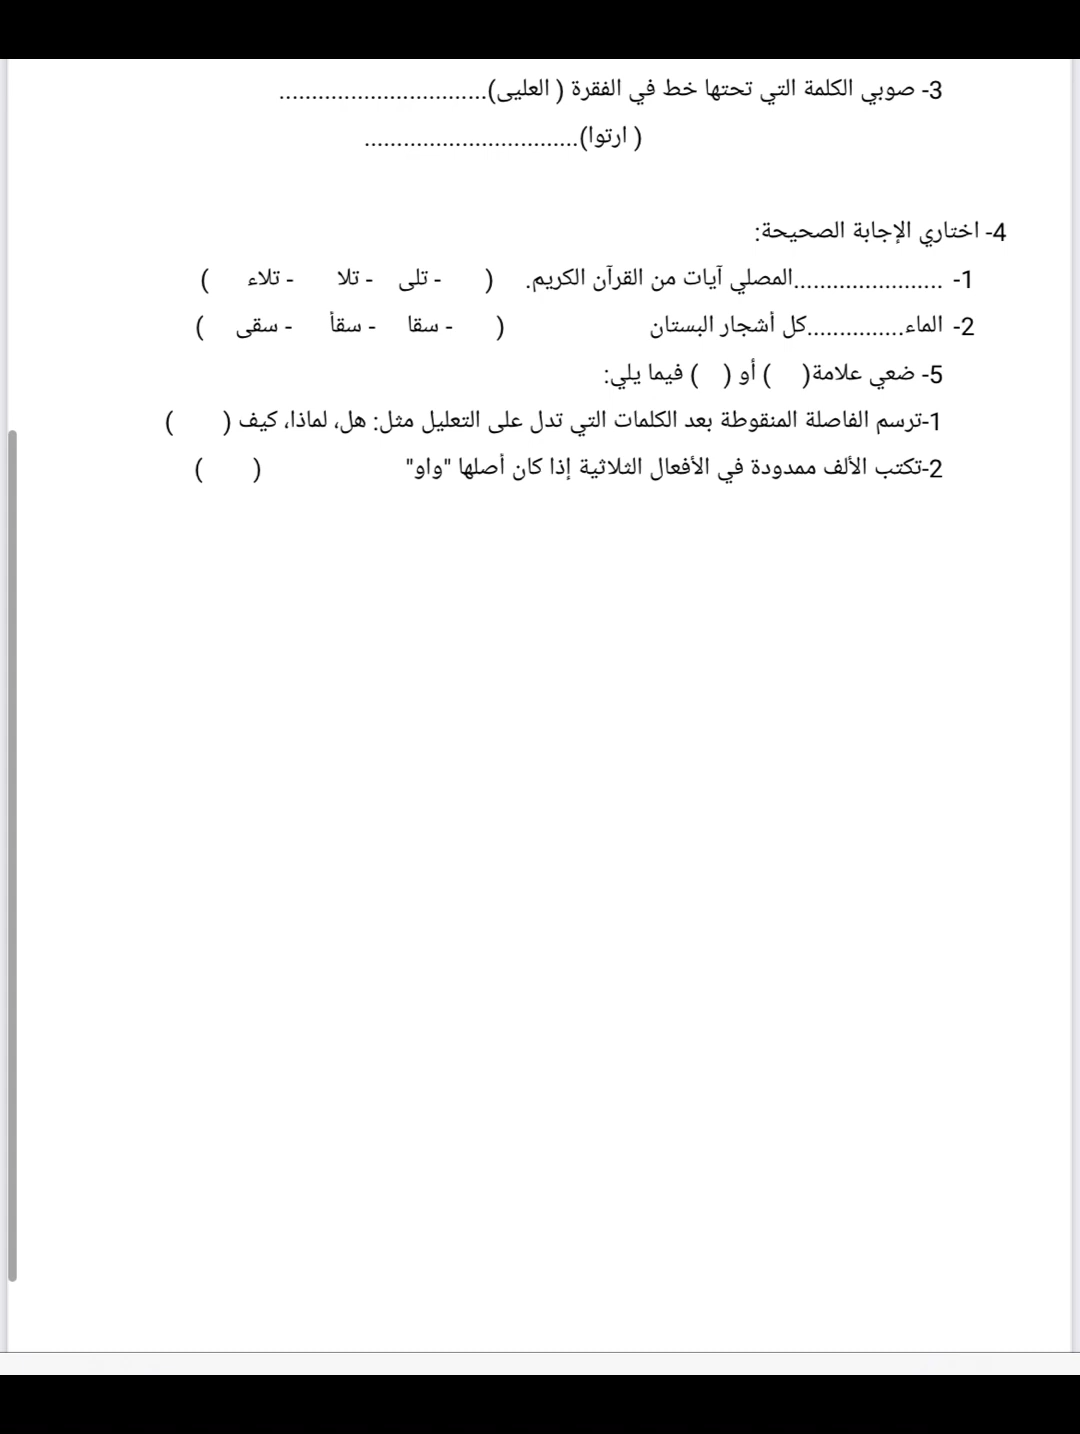 3- صوبي الكلمة التي تحتها خط في الفقرة ( العليى)...............................
( ارتوا)................................
4- اختاري الإجابة الصحيحة:
1- ......................المصلي آيات من القرآن الكريم. ( - تلى - تلا - تلاء )
2- الماء...............كل أشجار البستان ( - سقا - سقأ - سقى )
5- ضعي علامة( ) أو ( ) فيما يلي:
1-ترسم الفاصلة المنقوطة بعد الكلمات التي تدل على التعليل مثل: هل، لماذا، كيف ( )
2-تكتب الألف ممدودة في الأفعال الثلاثية إذا كان أصلها "واو" ( )